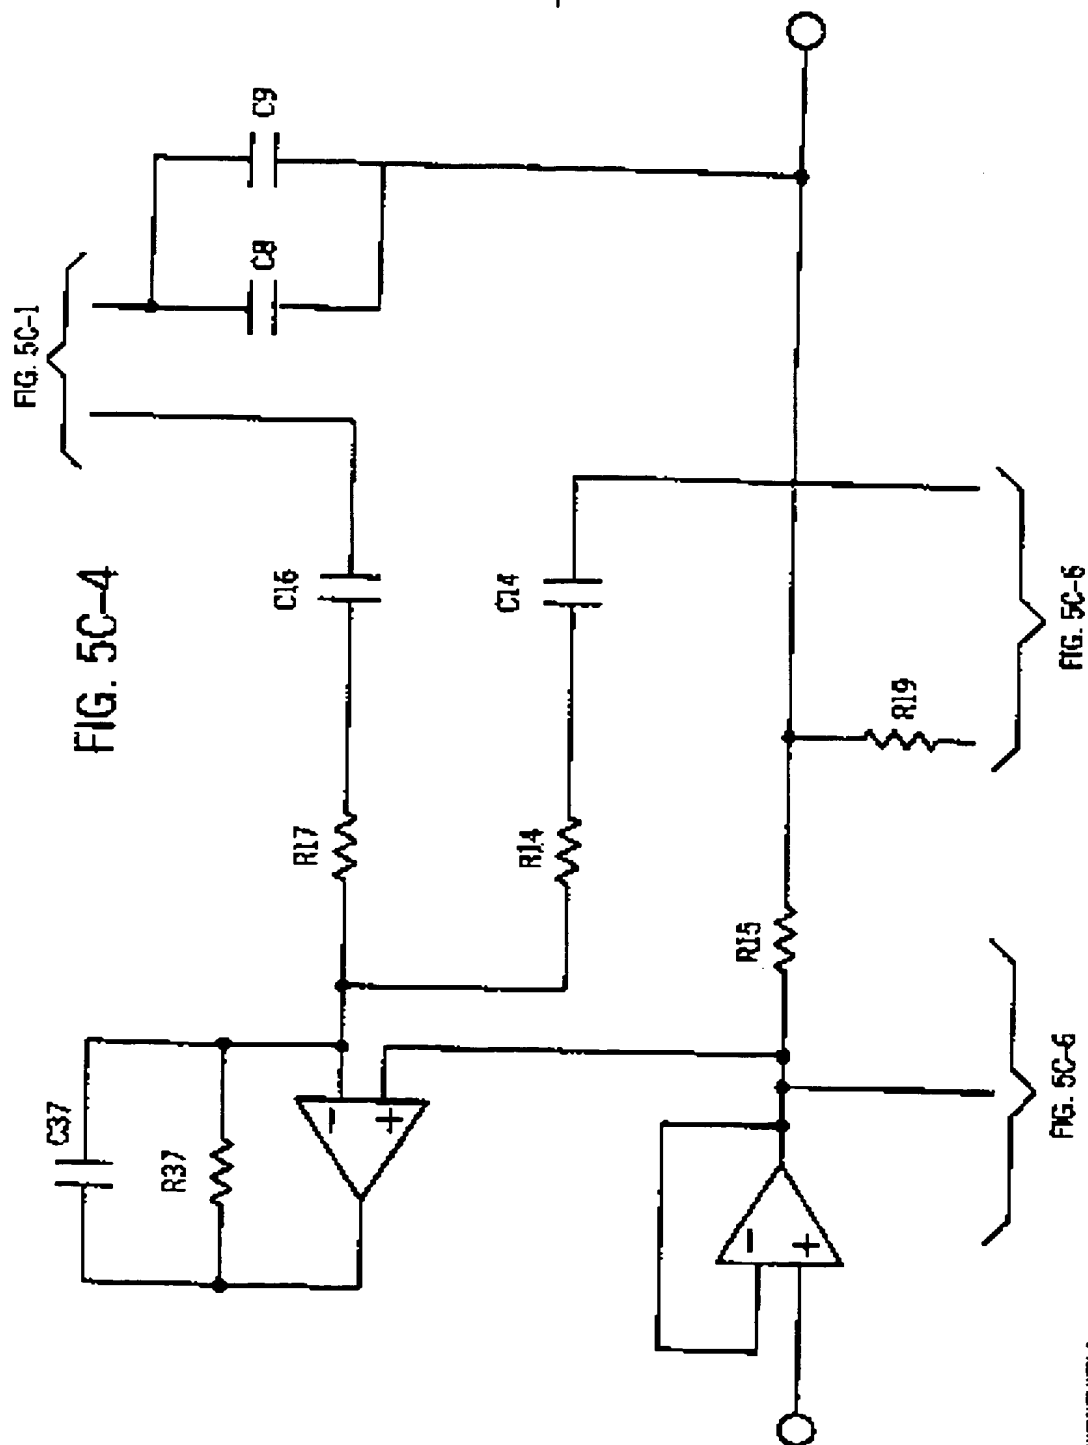 FIG. 5C-4
FIG. 5C-1
C9
C8
C16
C14
R17
R14
R19
R15
C37
R37
-
+
-
+
FIG. 5C-6
FIG. 5C-6